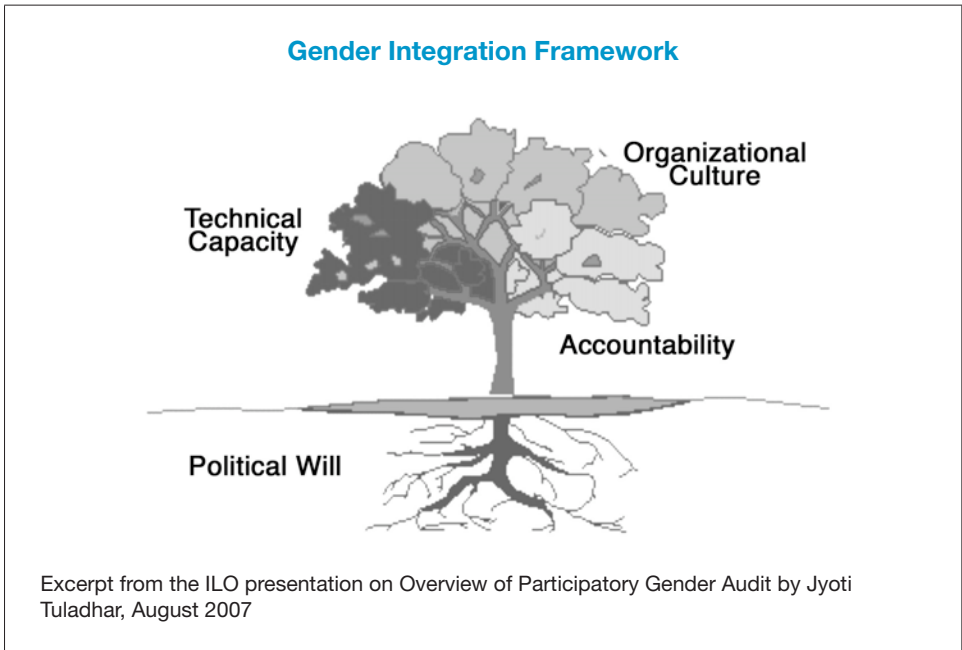 Gender Integration Framework
Organizational
Culture
Technical
Capacity
Accountability
Political Will
Excerpt from the ILO presentation on Overview of Participatory Gender Audit by Jyoti
Tuladhar, August 2007